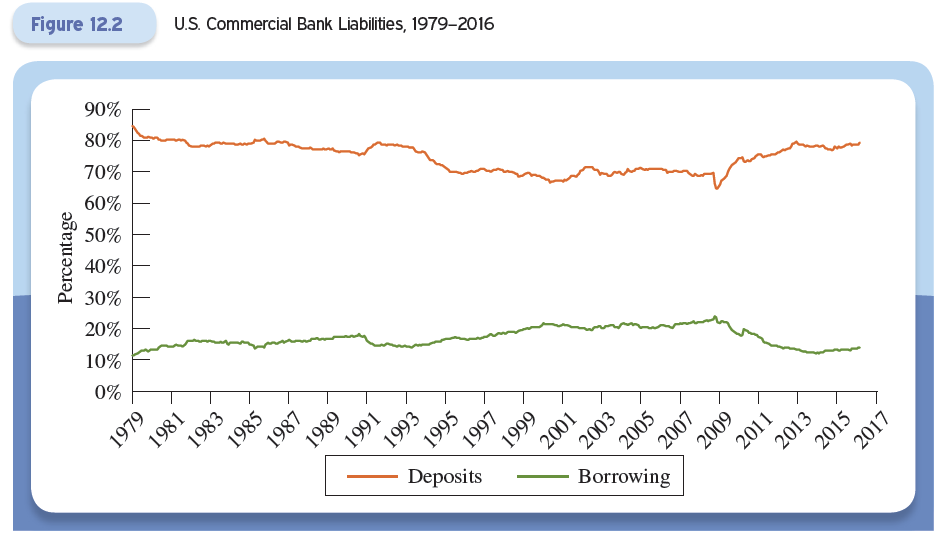 Figure 12.2 U.S. Commercial Bank Liabilities, 1979–2016
Percentage
90%
80%
70%
60%
50%
40%
30%
20%
10%
0%
1979 1981 1983 1985 1987 1989 1991 1993 1995 1997 1999 2001 2003 2005 2007 2009 2011 2013 2015 2017
Deposits Borrowing